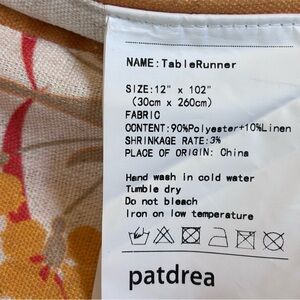 NAME: TableRunner
SIZE:12" x 102"
(30cm x 260cm)
FABRIC
CONTENT:90%Polyester+10%Linen
SHRINKAGE RATE:3%
PLACE OF ORIGIN: China
Hand wash in cold water
Tumble dry
Do not bleach
Iron on low temperature
patdrea